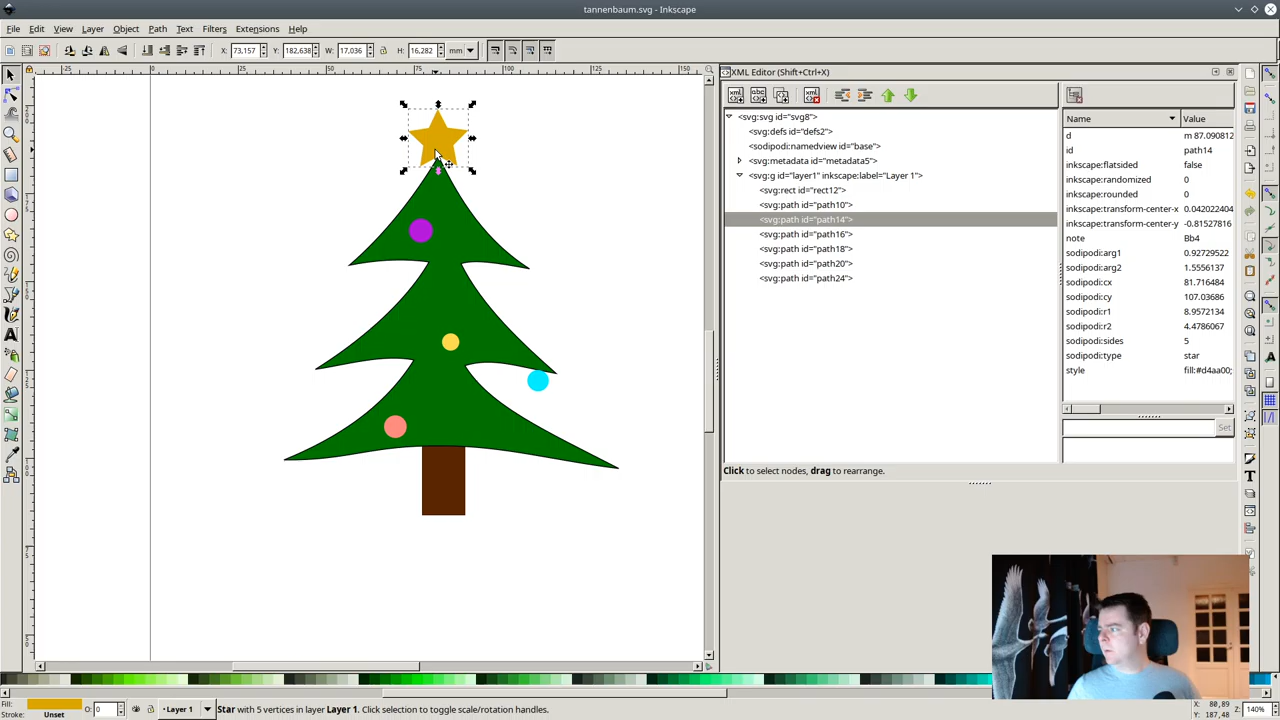 tannenbaum.svg - Inkscape
File Edit View Layer Object Path Text Filters Extensions Help
X: 73,157 Y: 182,638 W: 17,036 H: 16,282 mm
XML Editor (Shift+Ctrl+X)
<svg:svg id="svg8">
<svg:defs id="defs2">
<sodipodi:namedview id="base">
<svg:metadata id="metadata5">
<svg:g id="layer1" inkscape:label="Layer 1">
<svg:rect id="rect12">
<svg:path id="path10">
<svg:path id="path14">
<svg:path id="path16">
<svg:path id="path18">
<svg:path id="path20">
<svg:path id="path24">
Name Value
d m 87.090812
id path14
inkscape:flatsided false
inkscape:randomized 0
inkscape:rounded 0
inkscape:transform-center-x 0.042022404
inkscape:transform-center-y -0.81527816
note Bb4
sodipodi:arg1 0.92729522
sodipodi:arg2 1.5556137
sodipodi:cx 81.716484
sodipodi:cy 107.03686
sodipodi:r1 8.9572134
sodipodi:r2 4.4786067
sodipodi:sides 5
sodipodi:type star
style fill:#d4aa00;
Set
Click to select nodes, drag to rearrange.
Fill:
Stroke: Unset
O: 0
Layer 1
Star with 5 vertices in layer Layer 1. Click selection to toggle scale/rotation handles.
X: 80,89
Y: 187,48
Z: 140%